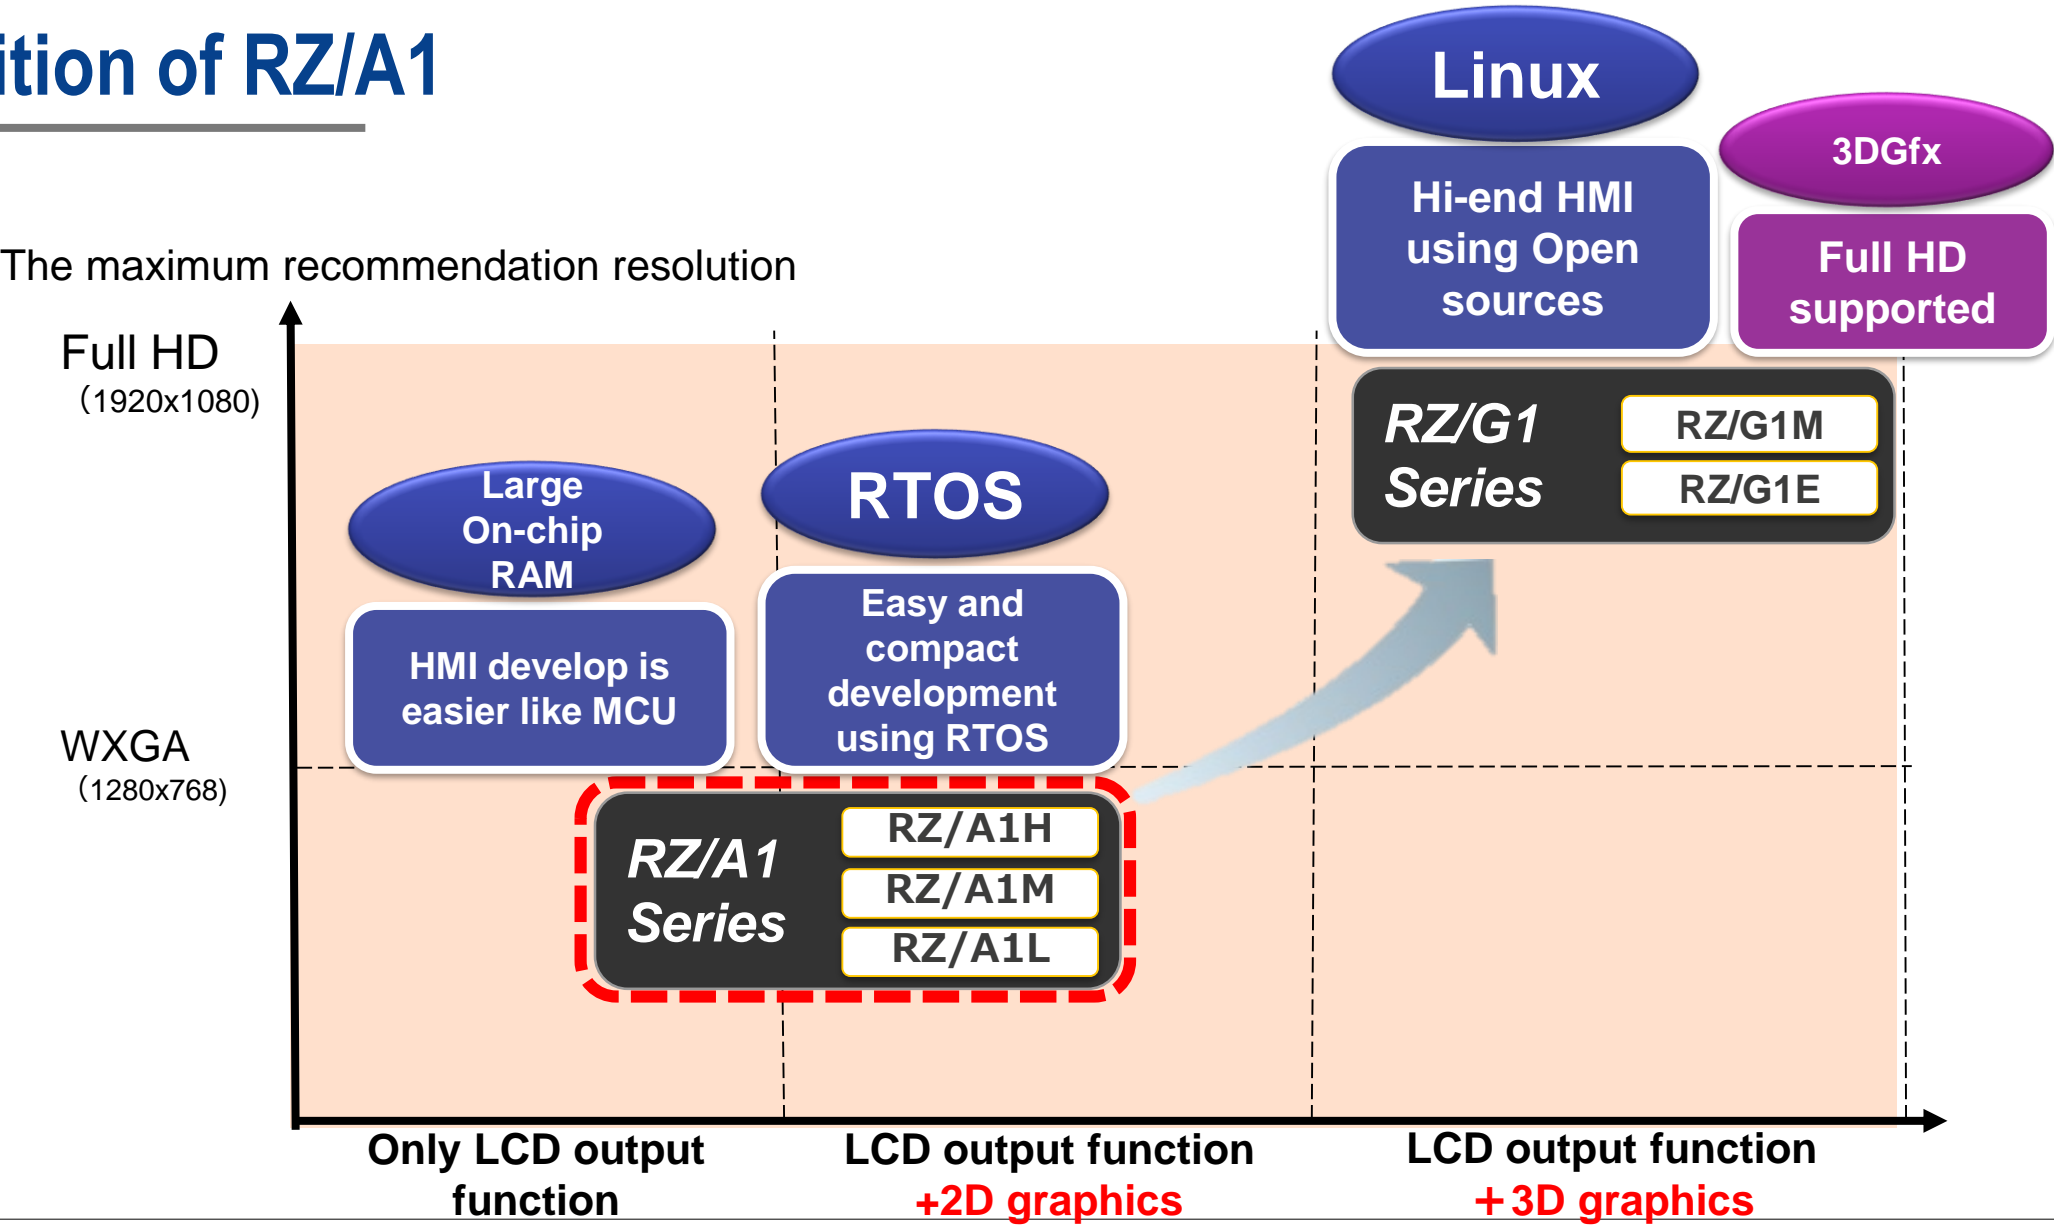 ition of RZ/A1
Linux
3DGfx
Hi-end HMI
using Open
sources
Full HD
supported
The maximum recommendation resolution
Full HD
（1920x1080)
RZ/G1
Series
RZ/G1M
RZ/G1E
Large
On-chip
RAM
RTOS
HMI develop is
easier like MCU
Easy and
compact
development
using RTOS
WXGA
（1280x768)
RZ/A1
Series
RZ/A1H
RZ/A1M
RZ/A1L
Only LCD output
function
LCD output function
+2D graphics
LCD output function
＋3D graphics